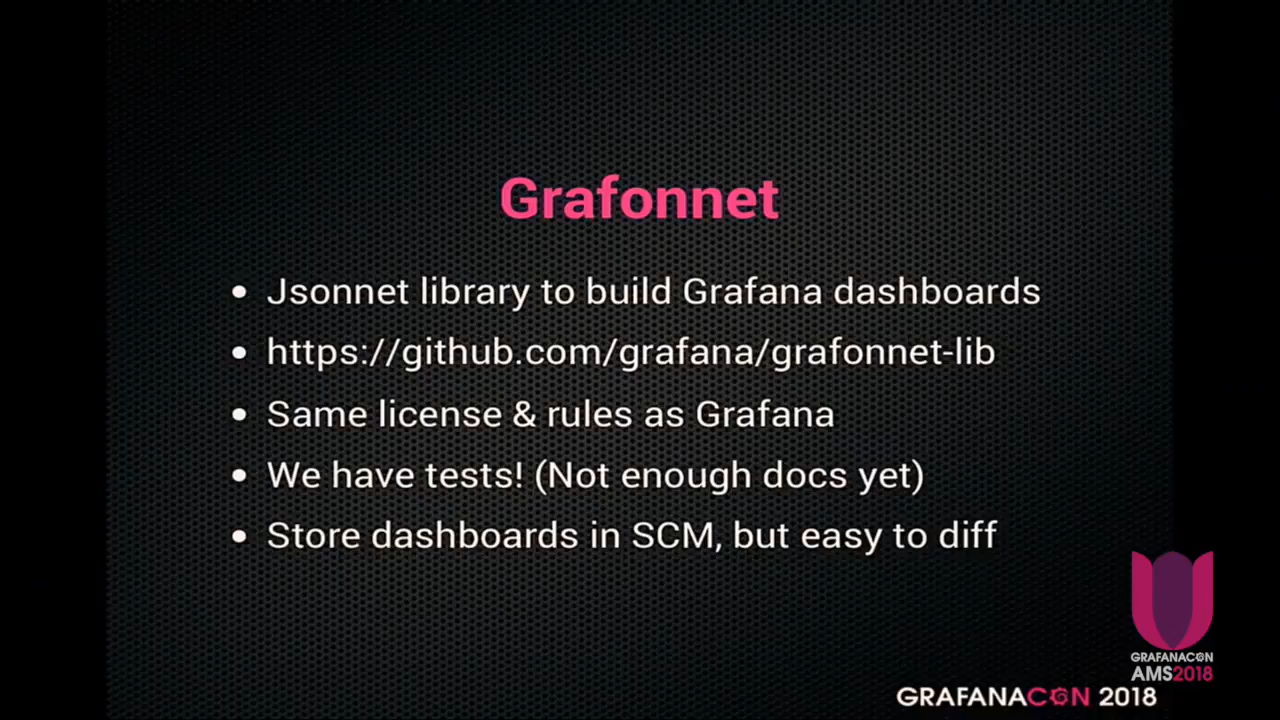 Grafonnet
Jsonnet library to build Grafana dashboards
https://github.com/grafana/grafonnet-lib
Same license & rules as Grafana
We have tests! (Not enough docs yet)
Store dashboards in SCM, but easy to diff
GRAFANACON
AMS2018
GRAFANACON 2018